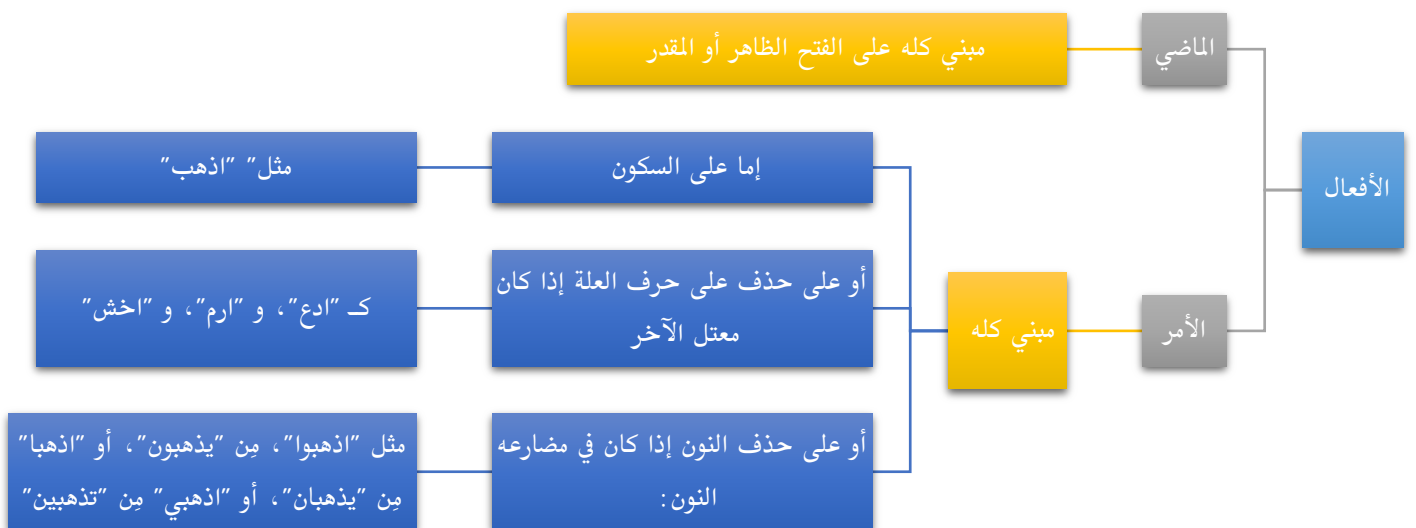 الأفعال
الماضي
مبني كله على الفتح الظاهر أو المقدر
الأمر
مبني كله
إما على السكون
مثل" "اذهب"
أو على حذف على حرف العلة إذا كان
معتل الآخر
كـ "ادع"، و "ارم"، و "اخش"
أو على حذف النون إذا كان في مضارعه
النون:
مثل "اذهبوا"، مِن "يذهبون"، أو "اذهبا"
مِن "يذهبان"، أو "اذهبي" مِن "تذهبين"